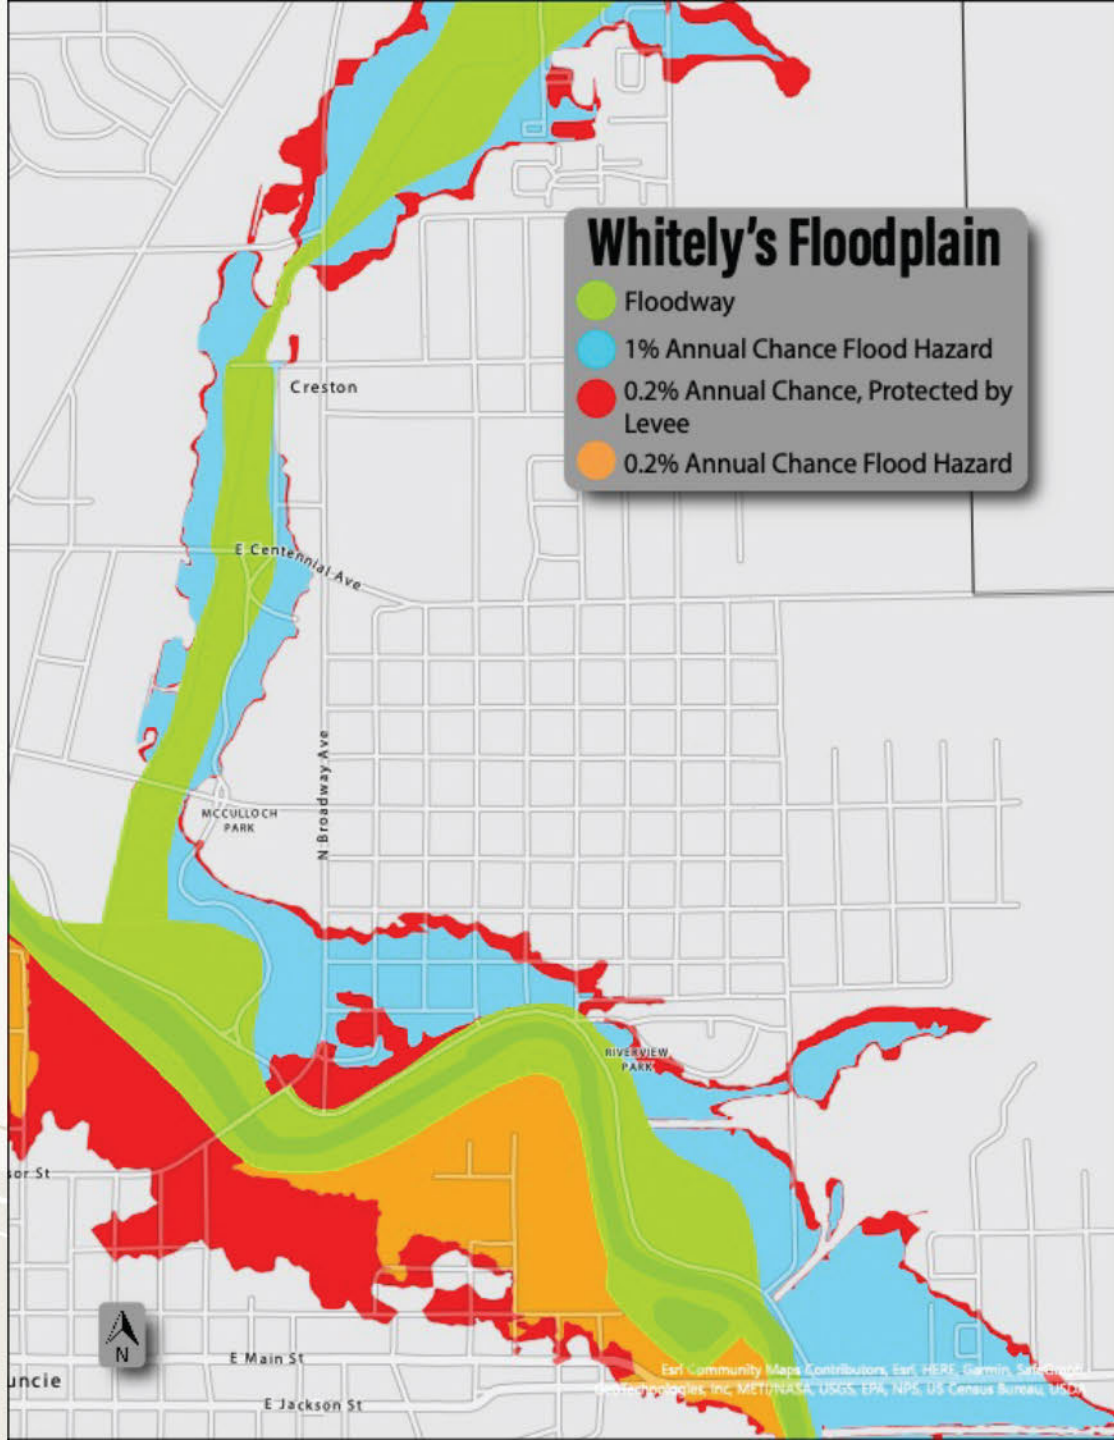 Whitely's Floodplain
Floodway
1% Annual Chance Flood Hazard
0.2% Annual Chance, Protected by
Levee
0.2% Annual Chance Flood Hazard
Creston
E Centennial Ave
N Broadway Ave
MCCULLOCH
PARK
RIVERVIEW
PARK
sor St
N
E Main St
uncie
E Jackson St
Esri Community Maps Contributors, Esri, HERE, Garmin, SafeGraph,
GeoTechnologies, Inc, METI/NASA, USGS, EPA, NPS, US Census Bureau, USDA